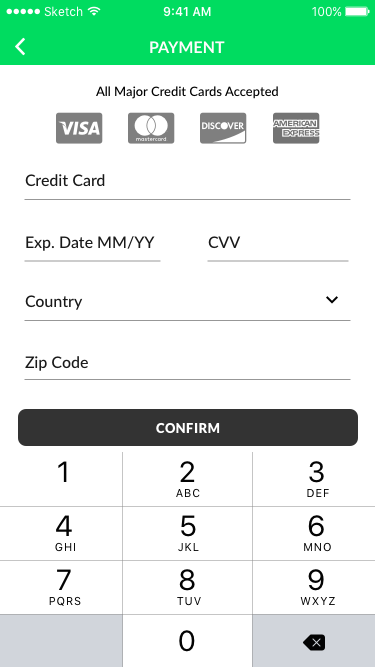 Sketch 9:41 AM 100%
PAYMENT
All Major Credit Cards Accepted
VISA mastercard DISCOVER AMERICAN EXPRESS
Credit Card
Exp. Date MM/YY CVV
Country
Zip Code
CONFIRM
1 2 3
ABC DEF
4 5 6
GHI JKL MNO
7 8 9
PQRS TUV WXYZ
0